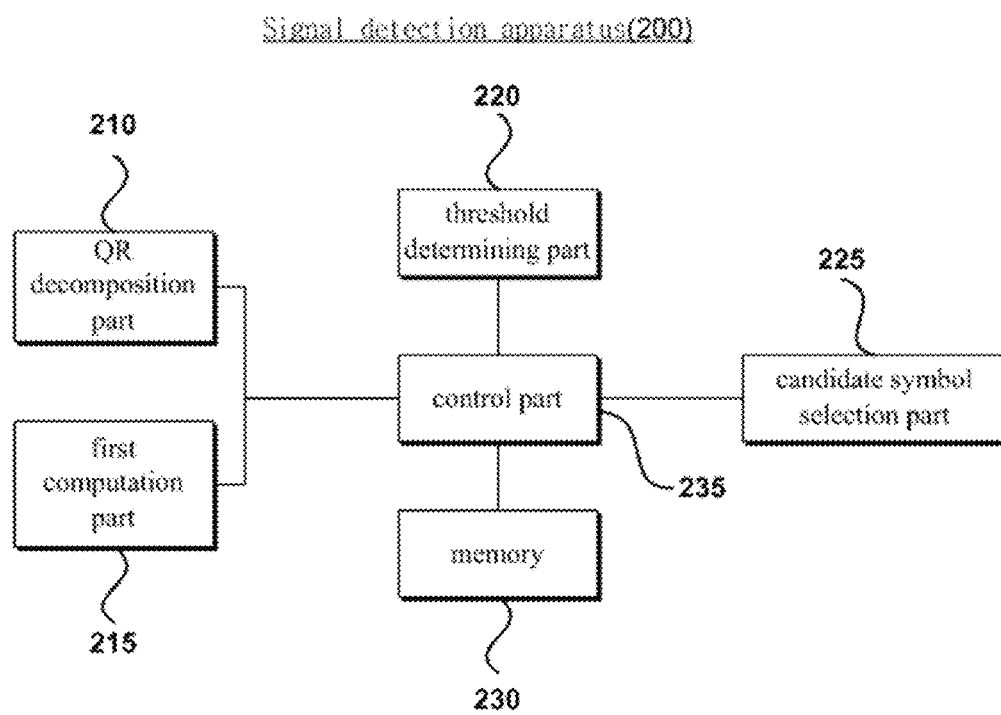 Signal detection apparatus(200)
220
210
threshold
determining part
QR
decomposition
part
225
control part
candidate symbol
selection part
first
computation
part
235
memory
215
230